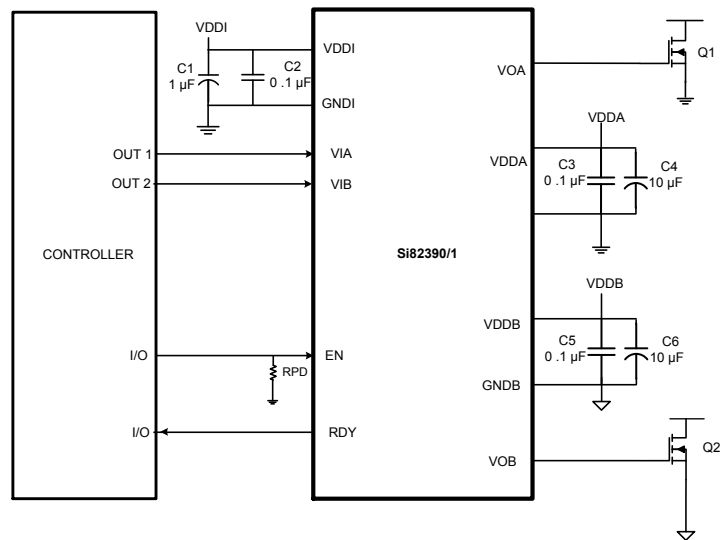 VDDI
C1
1 µF
C2
0 .1 µF
VDDI
GNDI
OUT 1
OUT 2
VIA
VIB
CONTROLLER
Si82390/1
I/O
EN
RPD
I/O
RDY
VOA
Q1
VDDA
VDDA
C3
0 .1 µF
C4
10 µF
VDDB
VDDB
C5
0 .1 µF
C6
10 µF
GNDB
VOB
Q2